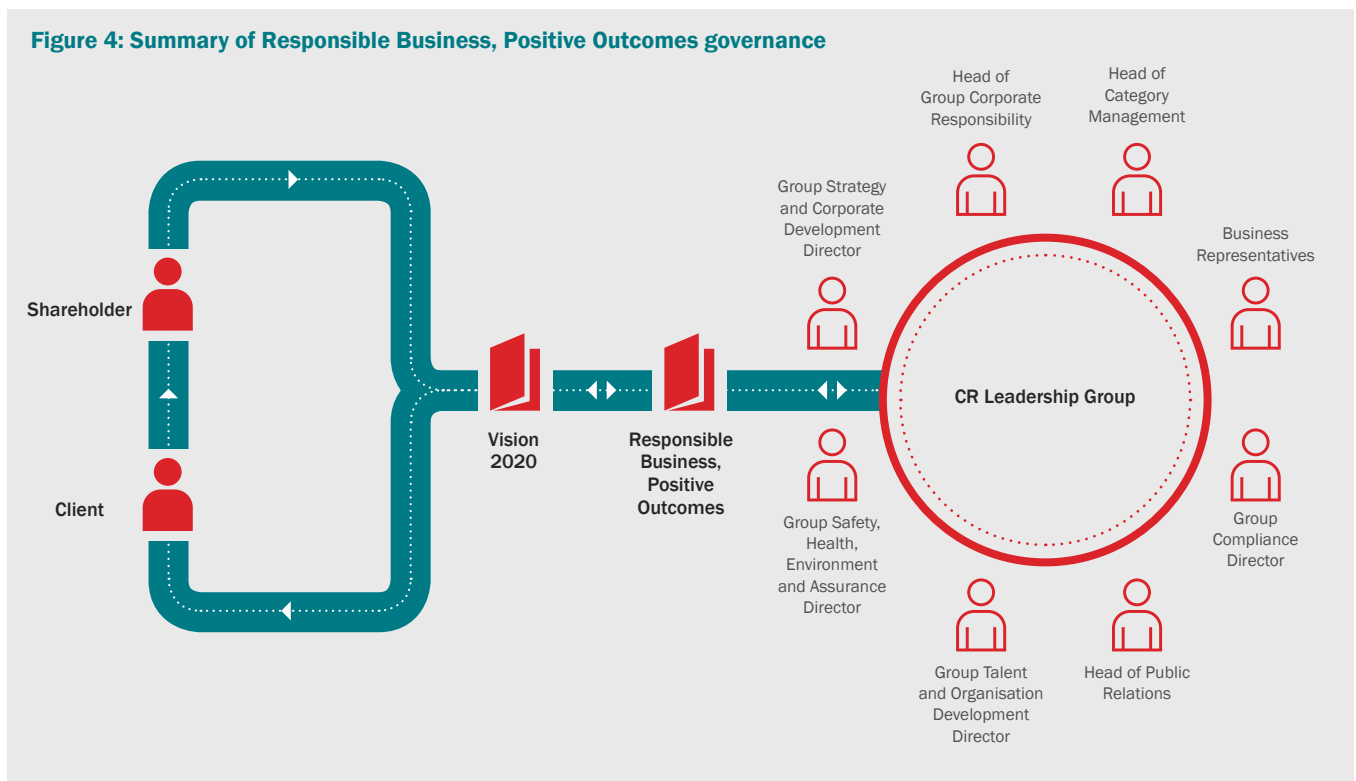 Figure 4: Summary of Responsible Business, Positive Outcomes governance
Head of
Group Corporate
Responsibility
Head of
Category
Management
Group Strategy
and Corporate
Development
Director
Business
Representatives
Shareholder
CR Leadership Group
Vision
2020
Responsible
Business,
Positive
Outcomes
Client
Group Safety,
Health,
Environment
and Assurance
Director
Group
Compliance
Director
Group Talent
and Organisation
Development
Director
Head of Public
Relations